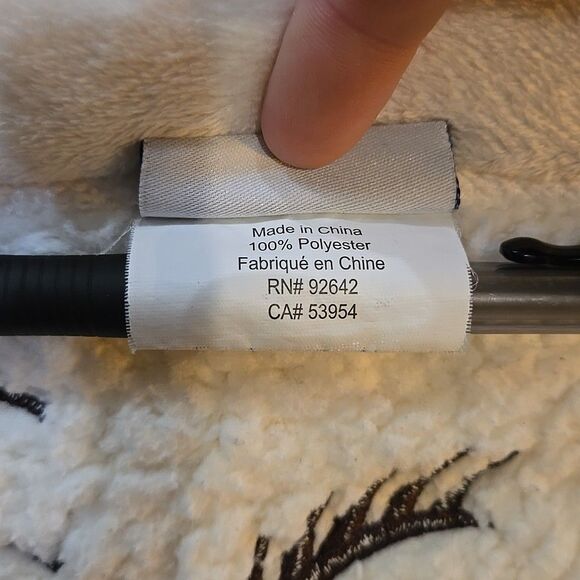 Made in China
100% Polyester
Fabriqué en Chine
RN# 92642
CA# 53954